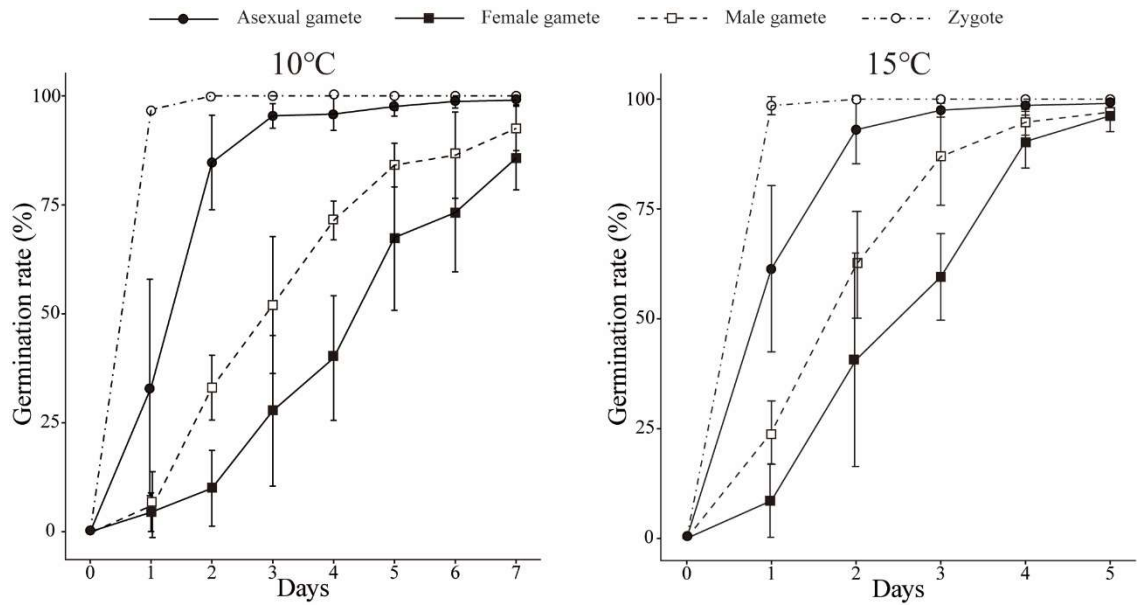 Asexual gamete Female gamete Male gamete Zygote
10℃
100
75
50
25
0
Germination rate (%)
0 1 2 3 4 5 6 7
Days
15℃
100
75
50
25
0
Germination rate (%)
0 1 2 3 4 5
Days